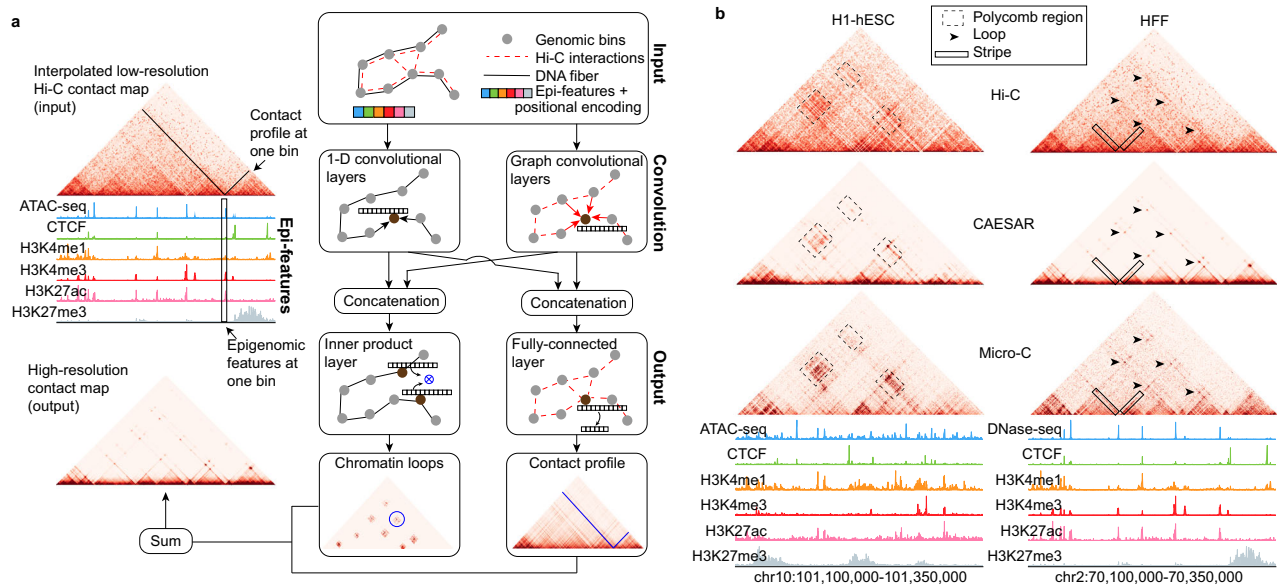 a
Interpolated low-resolution
Hi-C contact map
(input)
Contact
profile at
one bin
ATAC-seq
CTCF
H3K4me1
H3K4me3
H3K27ac
H3K27me3
Epi-features
Epigenomic
features at
one bin
High-resolution
contact map
(output)
Sum
Genomic bins
Hi-C interactions
DNA fiber
Epi-features +
positional encoding
Input
1-D convolutional
layers
Graph convolutional
layers
Convolution
Concatenation
Concatenation
Inner product
layer
Fully-connected
layer
Output
Chromatin loops
Contact profile
b
H1-hESC
Polycomb region
Loop
Stripe
HFF
Hi-C
CAESAR
Micro-C
ATAC-seq
CTCF
H3K4me1
H3K4me3
H3K27ac
H3K27me3
chr10:101,100,000-101,350,000
DNase-seq
CTCF
H3K4me1
H3K4me3
H3K27ac
H3K27me3
chr2:70,100,000-70,350,000